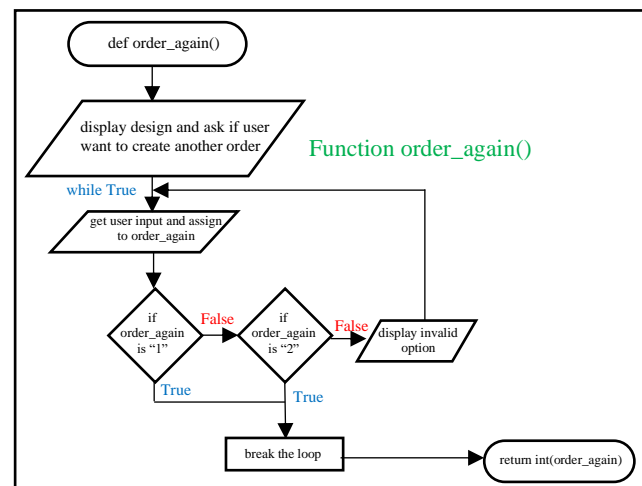 def order_again()
display design and ask if user
want to create another order
Function order_again()
while True
get user input and assign
to order_again
if
order_again
is “1”
False
if
order_again
is “2”
False
display invalid
option
True
True
break the loop
return int(order_again)